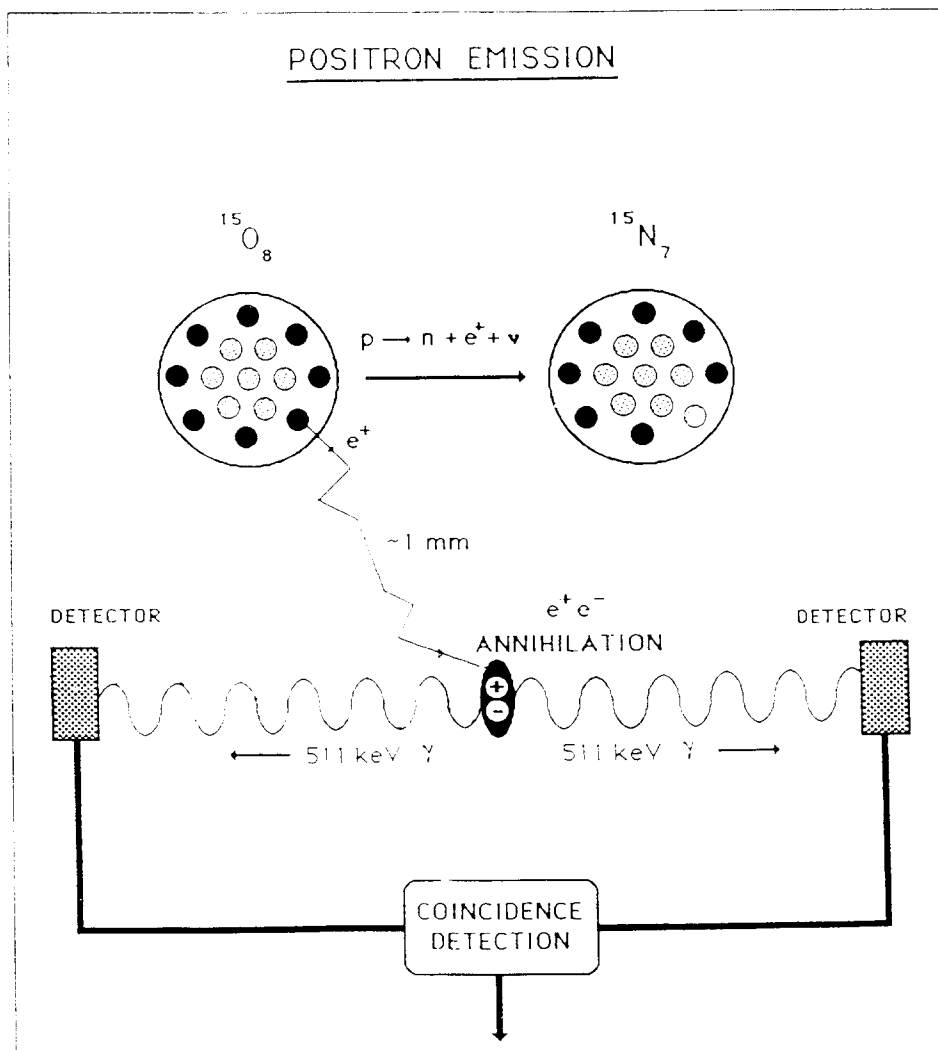 POSITRON EMISSION
¹⁵O₈
¹⁵N₇
p → n + e⁺ + ν
e⁺
~1 mm
DETECTOR
e⁺ e⁻
DETECTOR
ANNIHILATION
+
−
← 511 keV γ
511 keV γ →
COINCIDENCE
DETECTION